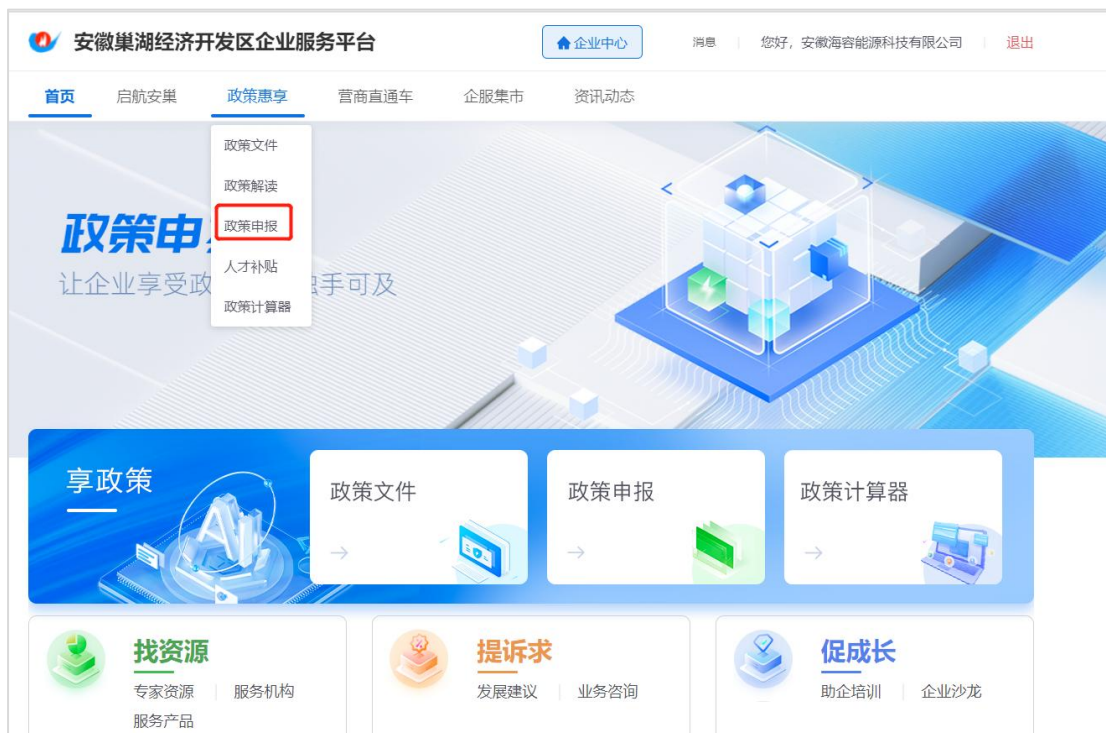 安徽巢湖经济开发区企业服务平台 企业中心 消息 您好，安徽海容能源科技有限公司 退出
首页 启航安巢 政策惠享 营商直通车 企服集市 资讯动态
政策文件
政策解读
政策申报
人才补贴
政策计算器
政策申
让企业享受政 手可及
享政策 政策文件 政策申报 政策计算器
找资源 提诉求 促成长
专家资源 服务机构 发展建议 业务咨询 助企培训 企业沙龙
服务产品